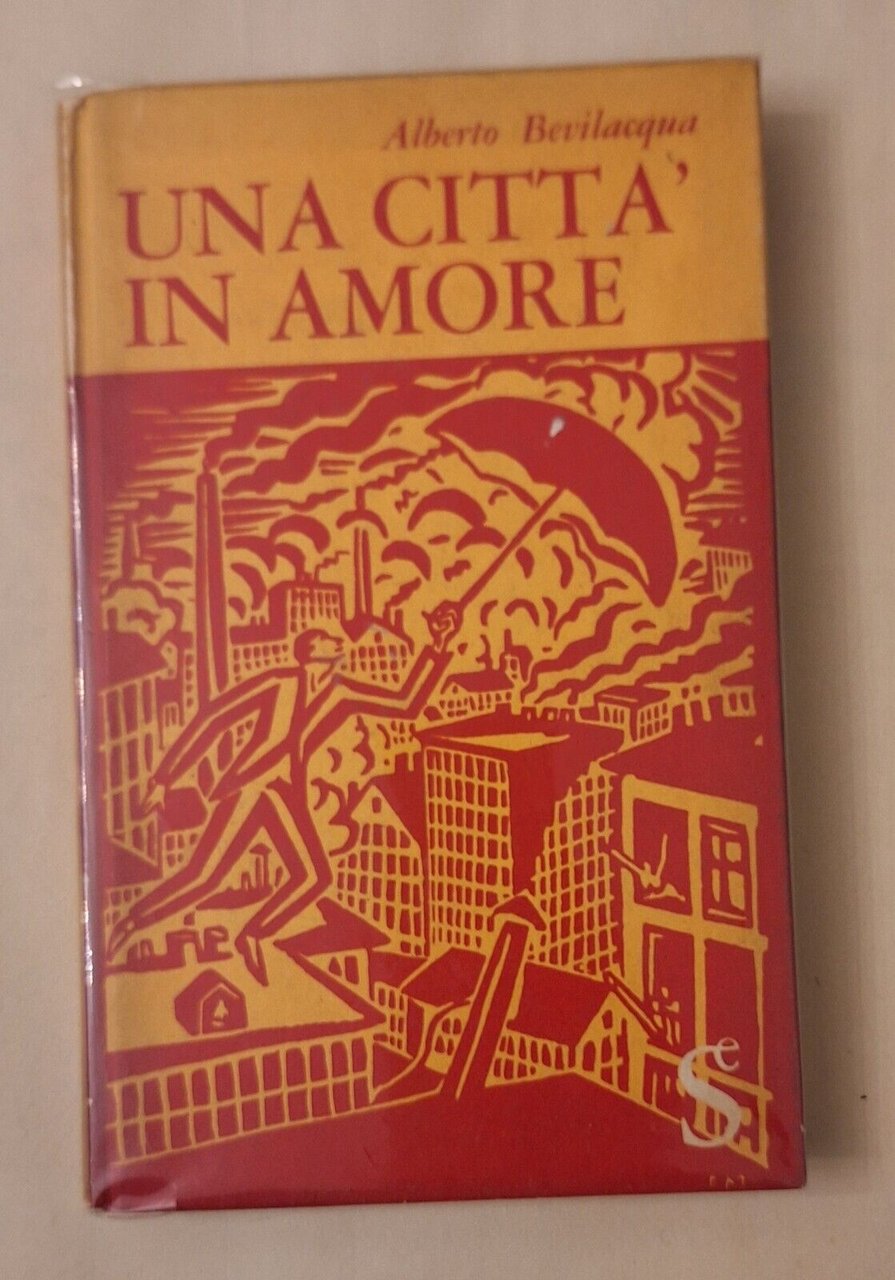 Alberto Bevilacqua
UNA CITTA'
IN AMORE
Se